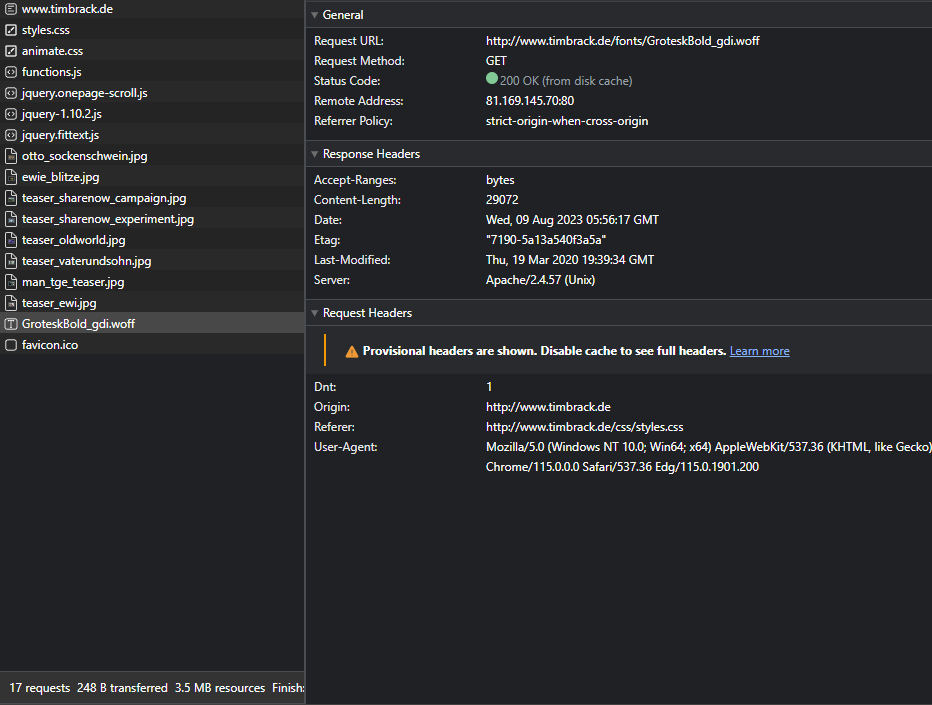 www.timbrack.de
styles.css
animate.css
functions.js
jquery.onepage-scroll.js
jquery-1.10.2.js
jquery.fittext.js
otto_sockenschwein.jpg
ewie_blitze.jpg
teaser_sharenow_campaign.jpg
teaser_sharenow_experiment.jpg
teaser_oldworld.jpg
teaser_vaterundsohn.jpg
man_tge_teaser.jpg
teaser_ewi.jpg
GroteskBold_gdi.woff
favicon.ico
17 requests 248 B transferred 3.5 MB resources Finish:
General
Request URL: http://www.timbrack.de/fonts/GroteskBold_gdi.woff
Request Method: GET
Status Code: 200 OK (from disk cache)
Remote Address: 81.169.145.70:80
Referrer Policy: strict-origin-when-cross-origin
Response Headers
Accept-Ranges: bytes
Content-Length: 29072
Date: Wed, 09 Aug 2023 05:56:17 GMT
Etag: "7190-5a13a540f3a5a"
Last-Modified: Thu, 19 Mar 2020 19:39:34 GMT
Server: Apache/2.4.57 (Unix)
Request Headers
Provisional headers are shown. Disable cache to see full headers. Learn more
Dnt: 1
Origin: http://www.timbrack.de
Referer: http://www.timbrack.de/css/styles.css
User-Agent: Mozilla/5.0 (Windows NT 10.0; Win64; x64) AppleWebKit/537.36 (KHTML, like Gecko)
Chrome/115.0.0.0 Safari/537.36 Edg/115.0.1901.200